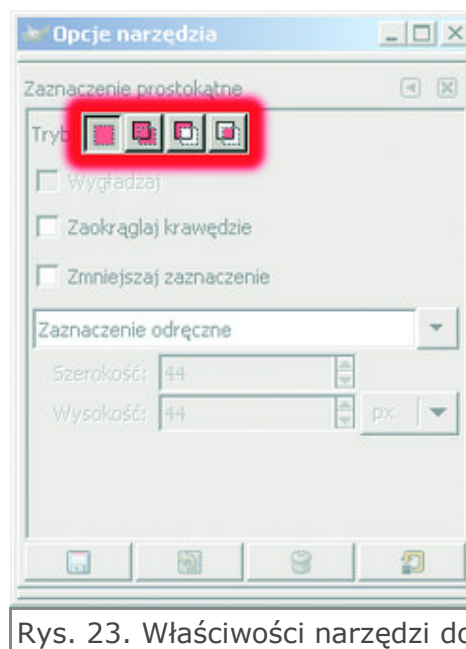 Opcje narzędzia
Zaznaczenie prostokątne
Tryb
Wygładzaj
Zaokrąglaj krawędzie
Zmniejszaj zaznaczenie
Zaznaczenie odręczne
Szerokość: 44
Wysokość: 44 px
Rys. 23. Właściwości narzędzi do